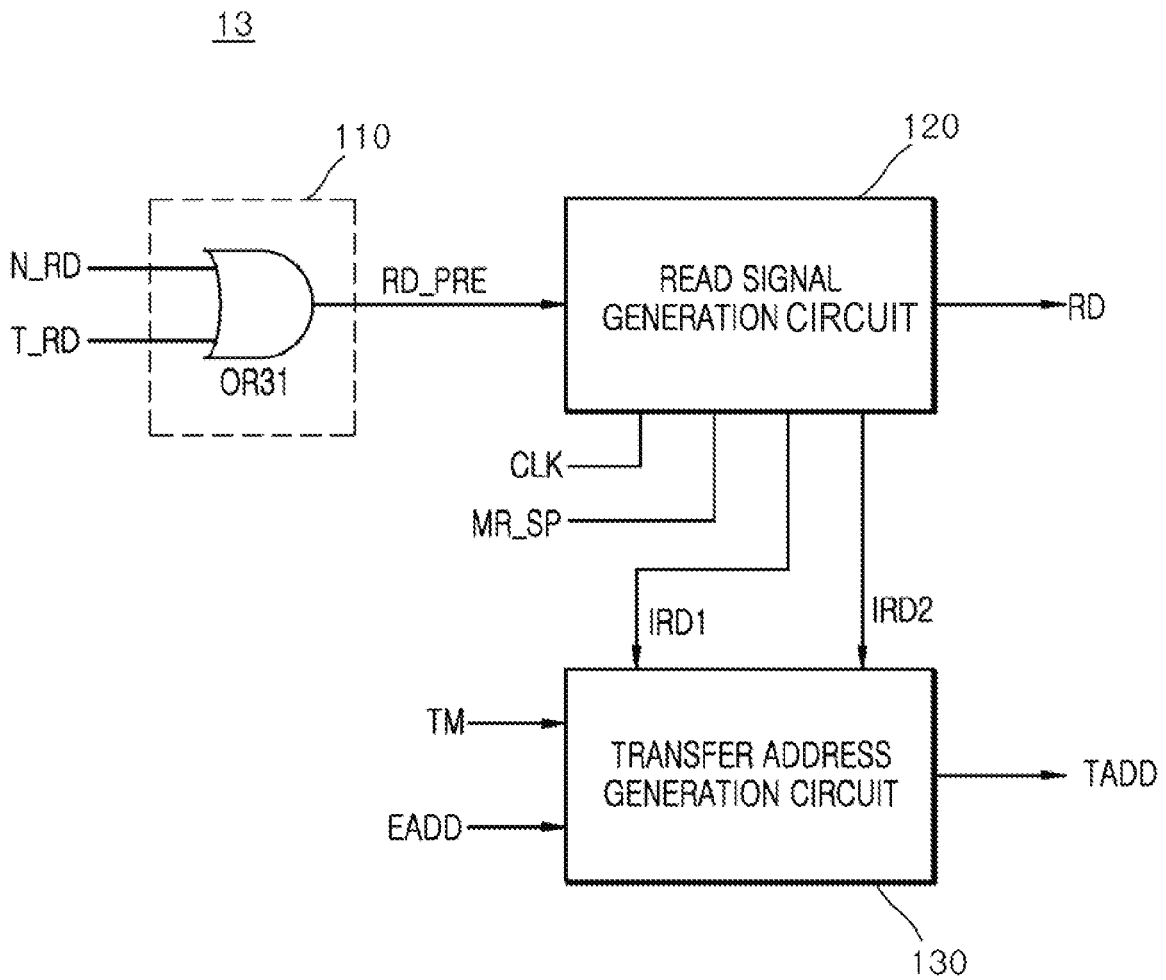 13
110
120
N_RD
T_RD
OR31
RD_PRE
READ SIGNAL
GENERATION CIRCUIT
RD
CLK
MR_SP
IRD1
IRD2
TM
EADD
TRANSFER ADDRESS
GENERATION CIRCUIT
TADD
130